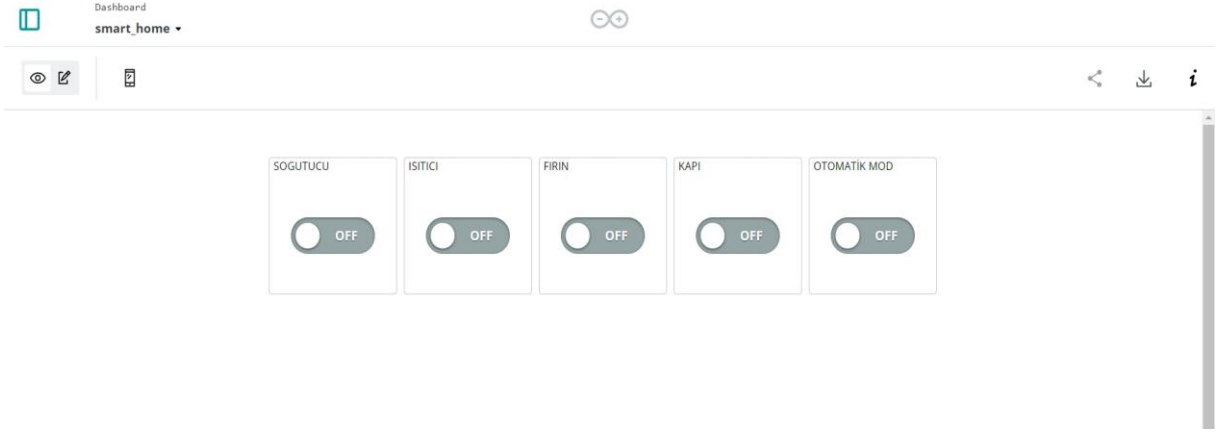 Dashboard
smart_home
SOGUTUCU
OFF
ISITICI
OFF
FIRIN
OFF
KAPI
OFF
OTOMATİK MOD
OFF